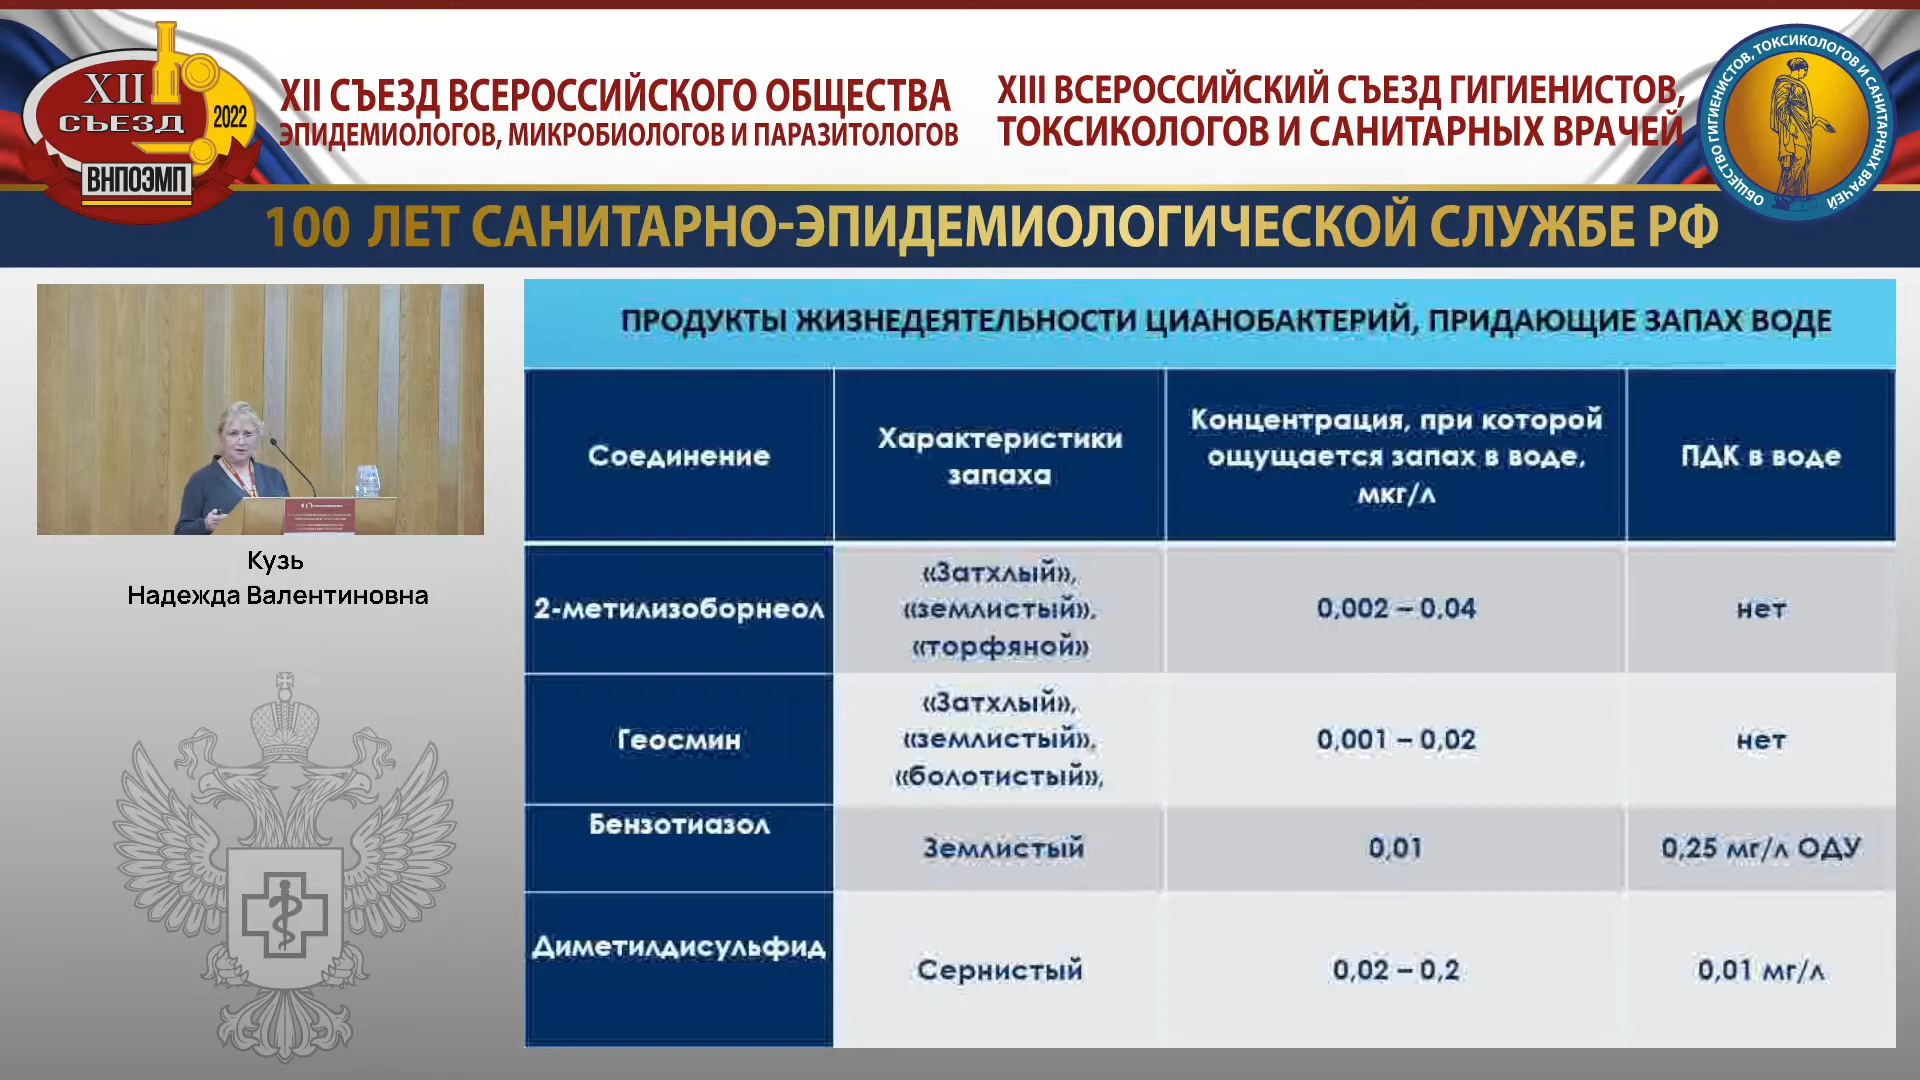 XII
СЪЕЗД
2022
ВНПОЭМП
XII СЪЕЗД ВСЕРОССИЙСКОГО ОБЩЕСТВА
ЭПИДЕМИОЛОГОВ, МИКРОБИОЛОГОВ И ПАРАЗИТОЛОГОВ
XIII ВСЕРОССИЙСКИЙ СЪЕЗД ГИГИЕНИСТОВ,
ТОКСИКОЛОГОВ И САНИТАРНЫХ ВРАЧЕЙ
ОБЩЕСТВО ГИГИЕНИСТОВ, ТОКСИКОЛОГОВ И САНИТАРНЫХ ВРАЧЕЙ
100 ЛЕТ САНИТАРНО-ЭПИДЕМИОЛОГИЧЕСКОЙ СЛУЖБЕ РФ
Кузь
Надежда Валентиновна
ПРОДУКТЫ ЖИЗНЕДЕЯТЕЛЬНОСТИ ЦИАНОБАКТЕРИЙ, ПРИДАЮЩИЕ ЗАПАХ ВОДЕ
Соединение
Характеристики
запаха
Концентрация, при которой
ощущается запах в воде,
мкг/л
ПДК в воде
2-метилизоборнеол
«Затхлый»,
«землистый»,
«торфяной»
0,002 – 0.04
нет
Геосмин
«Затхлый»,
«землистый»,
«болотистый»,
0,001 – 0,02
нет
Бензотиазол
Землистый
0,01
0,25 мг/л ОДУ
Диметилдисульфид
Сернистый
0,02 – 0,2
0,01 мг/л